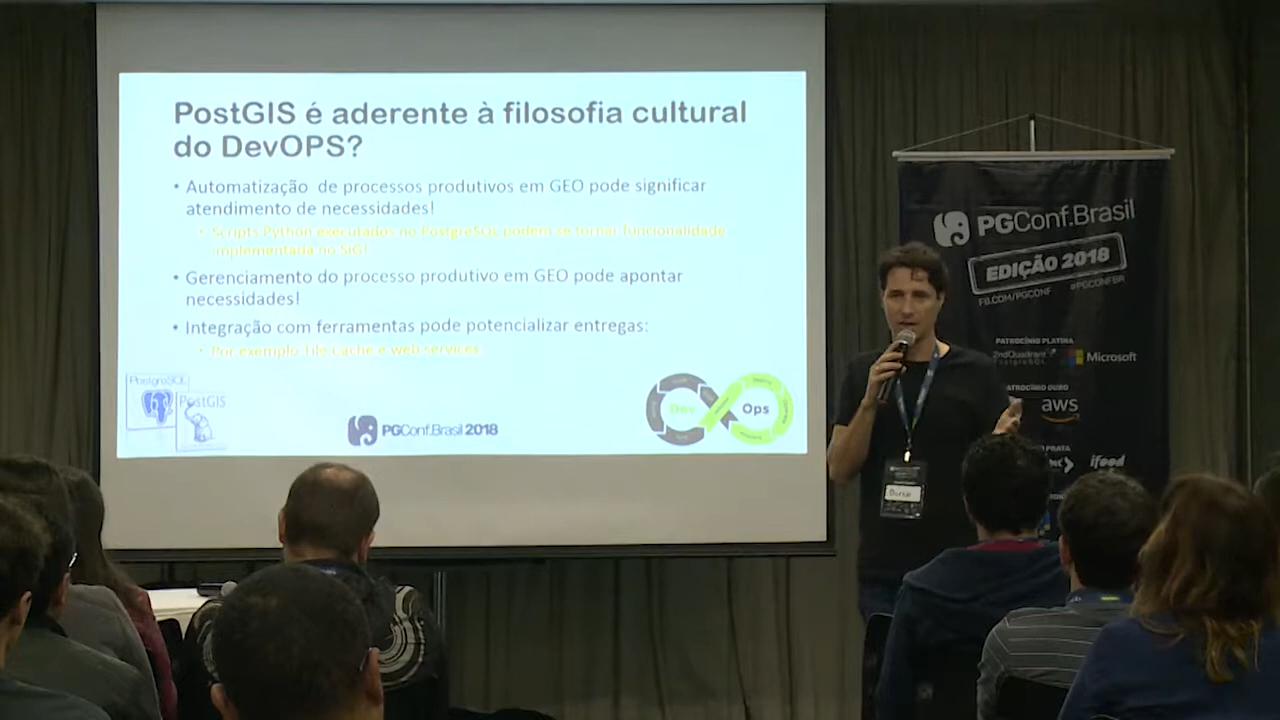 PostGIS é aderente à filosofia cultural
do DevOPS?
• Automatização de processos produtivos em GEO pode significar
atendimento de necessidades!
• Scripts Python executados no PostgreSQL podem se tornar funcionalidade
implementada no SIG!
• Gerenciamento do processo produtivo em GEO pode apontar
necessidades!
• Integração com ferramentas pode potencializar entregas:
• Por exemplo Tile Cache e web services
PostgreSQL
PostGIS
PGConf.Brasil 2018
Dev
Ops
PGConf.Brasil
EDIÇÃO 2018
FB.COM/PGCONF #PGCONFBR
PATROCÍNIO PLATINA
2ndQuadrant
PostgreSQL
Microsoft
PATROCÍNIO OURO
aws
PRATA
ifood